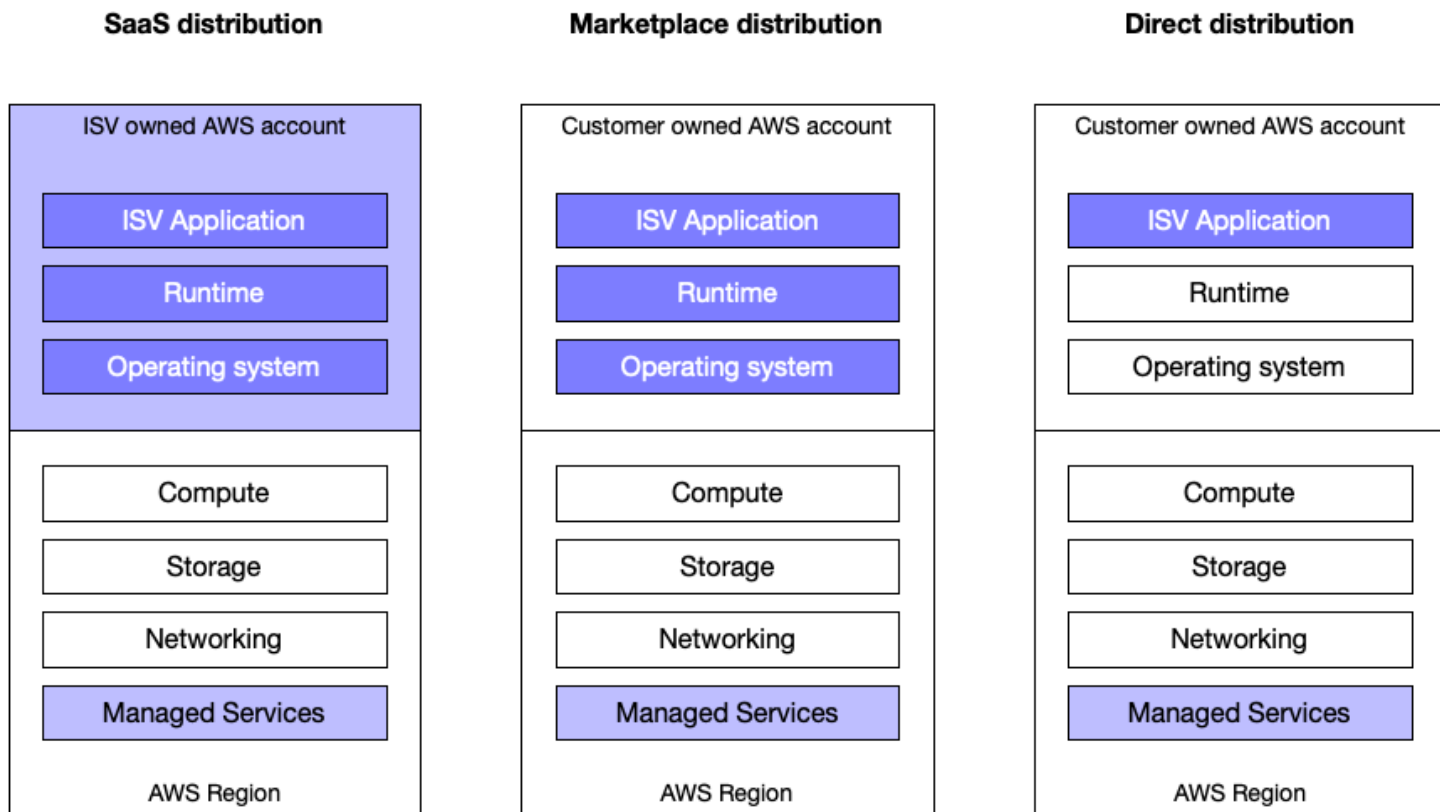 SaaS distribution
ISV owned AWS account
ISV Application
Runtime
Operating system
Compute
Storage
Networking
Managed Services
AWS Region
Marketplace distribution
Customer owned AWS account
ISV Application
Runtime
Operating system
Compute
Storage
Networking
Managed Services
AWS Region
Direct distribution
Customer owned AWS account
ISV Application
Runtime
Operating system
Compute
Storage
Networking
Managed Services
AWS Region